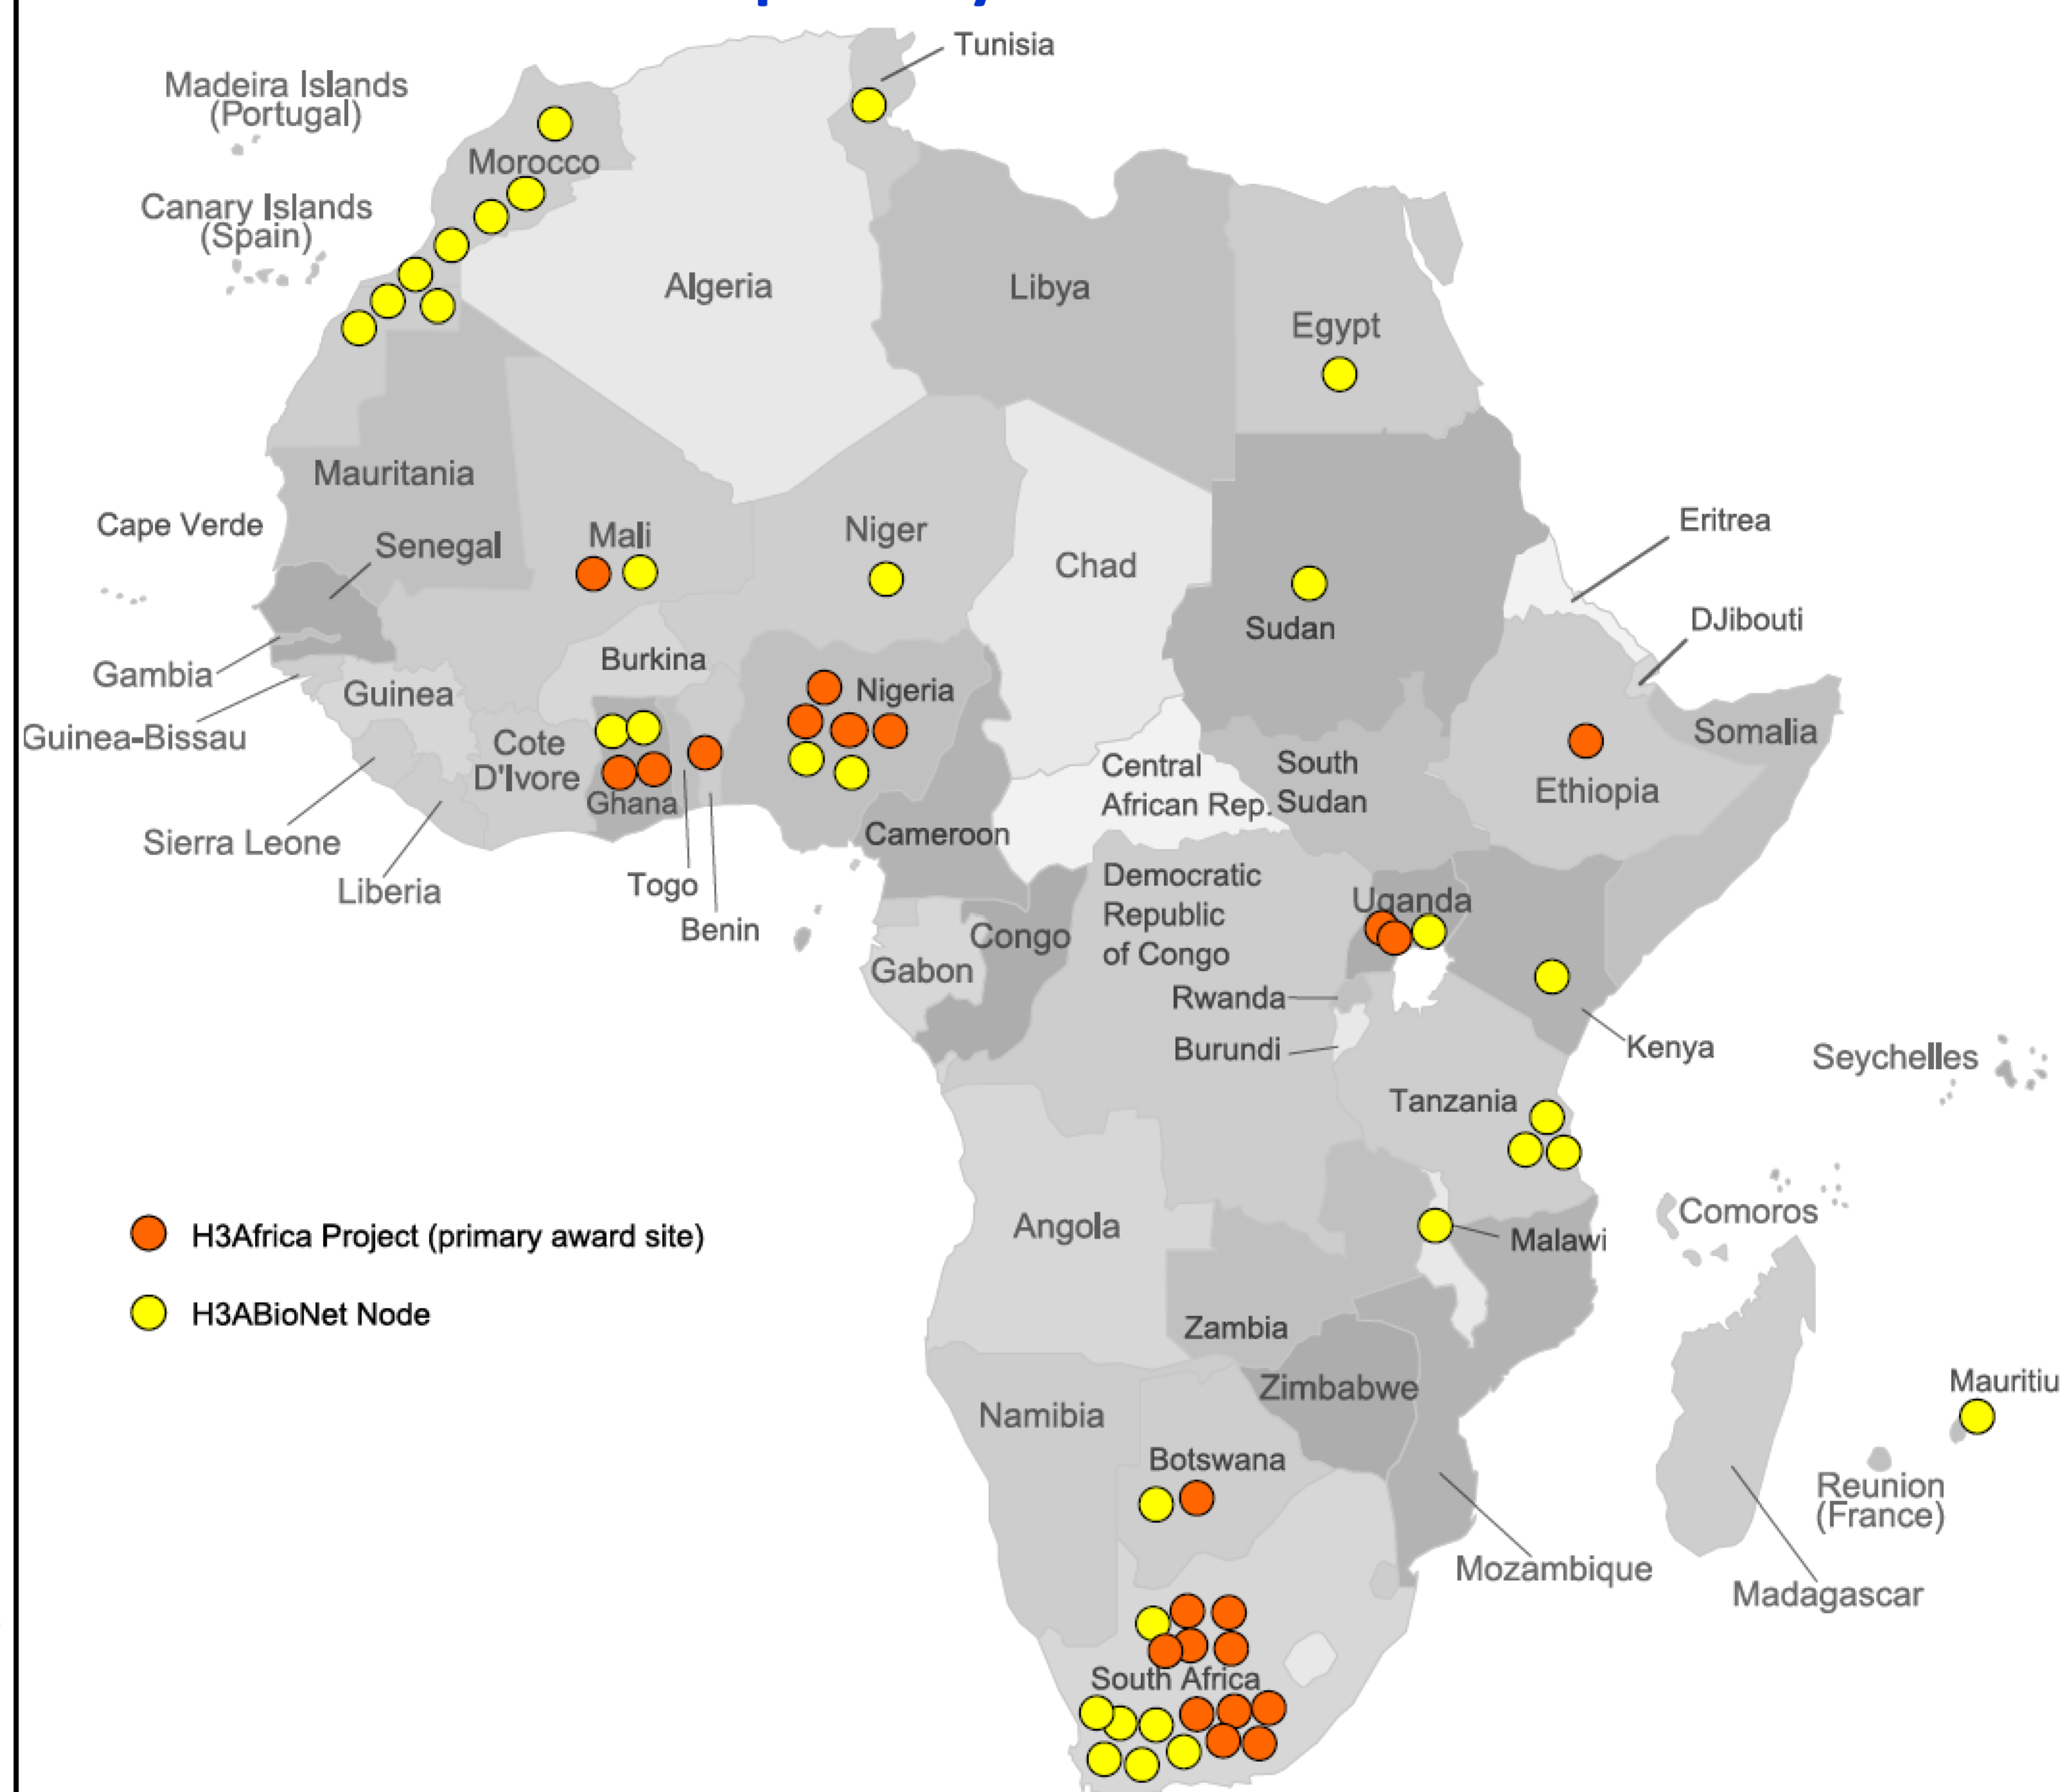 Tunisia
Madeira Islands
(Portugal)
Morocco
Canary Islands
(Spain)
Algeria
Libya
Egypt
Mauritania
Cape Verde
Senegal
Mali
Niger
Chad
Eritrea
Sudan
DJibouti
Gambia
Burkina
Guinea
Nigeria
Guinea-Bissau
Cote
D'Ivore
Somalia
Central
African Rep.
South
Sudan
Ethiopia
Ghana
Sierra Leone
Cameroon
Liberia
Togo
Benin
Democratic
Republic
of Congo
Uganda
Congo
Gabon
Rwanda
Burundi
Kenya
Seychelles
Tanzania
Comoros
Angola
Malawi
H3Africa Project (primary award site)
H3ABioNet Node
Zambia
Zimbabwe
Mauritiu
Namibia
Botswana
Reunion
(France)
Mozambique
Madagascar
South Africa